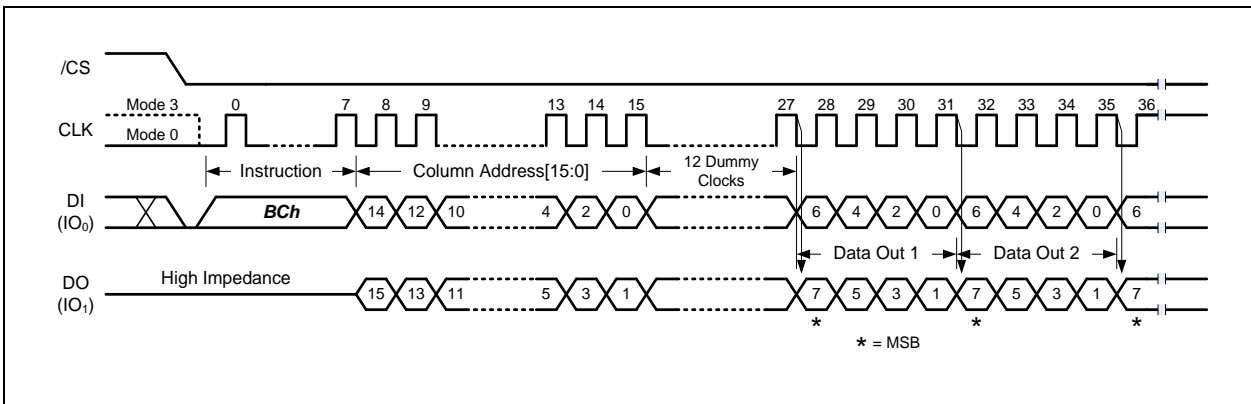 /CS
Mode 3 0 7 8 9 13 14 15 27 28 29 30 31 32 33 34 35 36
CLK
Mode 0
Instruction Column Address[15:0] 12 Dummy
Clocks
DI
(IO0) BCh 14 12 10 4 2 0 6 4 2 0 6 4 2 0 6
Data Out 1 Data Out 2
High Impedance
DO
(IO1) 15 13 11 5 3 1 7 5 3 1 7 5 3 1 7
* * *
* = MSB